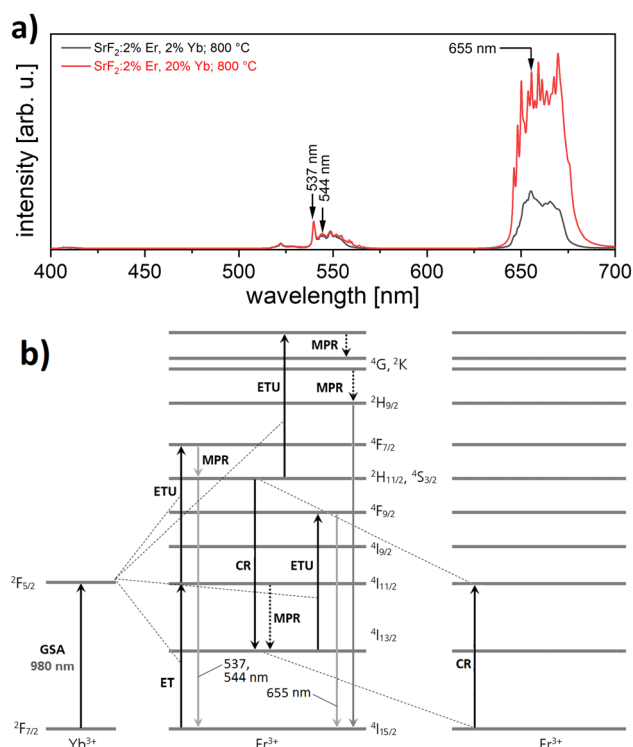 a)
SrF₂:2% Er, 2% Yb; 800 °C
SrF₂:2% Er, 20% Yb; 800 °C
655 nm
537 nm
544 nm
intensity [arb. u.]
400 450 500 550 600 650 700
wavelength [nm]
b)
MPR
⁴G, ²K
ETU
MPR
²H₉/₂
⁴F₇/₂
MPR
²H₁₁/₂, ⁴S₃/₂
ETU
⁴F₉/₂
CR
ETU
⁴I₉/₂
²F₅/₂
⁴I₁₁/₂
MPR
⁴I₁₃/₂
GSA
980 nm
ET
537,
544 nm
655 nm
CR
²F₇/₂
⁴I₁₅/₂
Yb³⁺
Er³⁺
Er³⁺